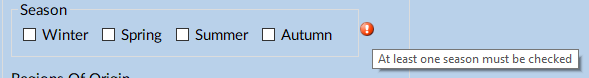 Season
Winter Spring Summer Autumn
At least one season must be checked
Regions Of Origin